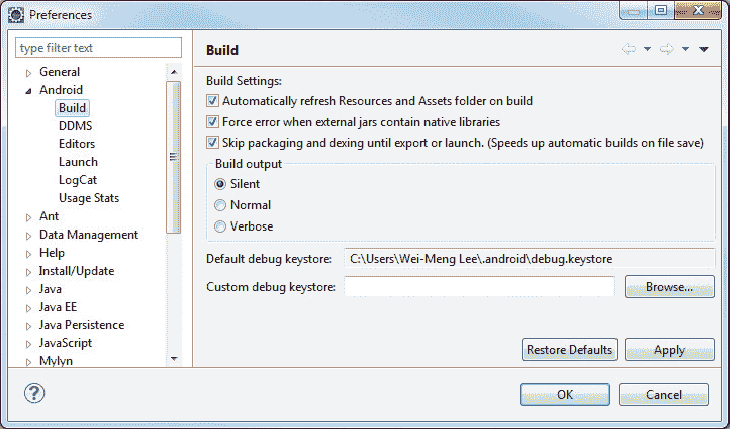 Preferences
type filter text
General
Android
Build
DDMS
Editors
Launch
LogCat
Usage Stats
Ant
Data Management
Help
Install/Update
Java
Java EE
Java Persistence
JavaScript
Mylyn
Build
Build Settings:
Automatically refresh Resources and Assets folder on build
Force error when external jars contain native libraries
Skip packaging and dexing until export or launch. (Speeds up automatic builds on file save)
Build output
Silent
Normal
Verbose
Default debug keystore: C:\Users\Wei-Meng Lee\.android\debug.keystore
Custom debug keystore: Browse...
Restore Defaults Apply
? OK Cancel